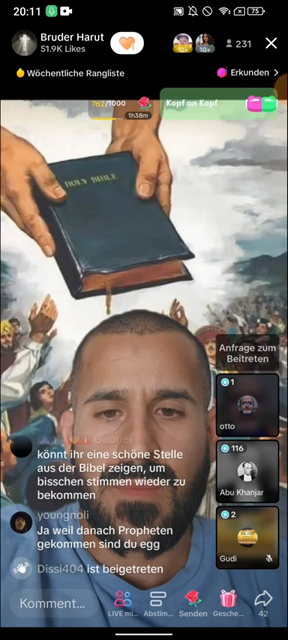 20:11
75
Bruder Harut
51.9K Likes
10+
10+
231
Wöchentliche Rangliste
Erkunden >
762/1000
1h38m
Kopf an Kopf
HOLY BIBLE
Anfrage zum
Beitreten
1
otto
116
Abu Khanjar
2
Gudi
könnt ihr eine schöne Stelle
aus der Bibel zeigen, um
bisschen stimmen wieder zu
bekommen
youngnoli
Ja weil danach Propheten
gekommen sind du egg
Dissi404 ist beigetreten
Komment...
LIVE mi...
Abstim...
Senden
Gesche...
42